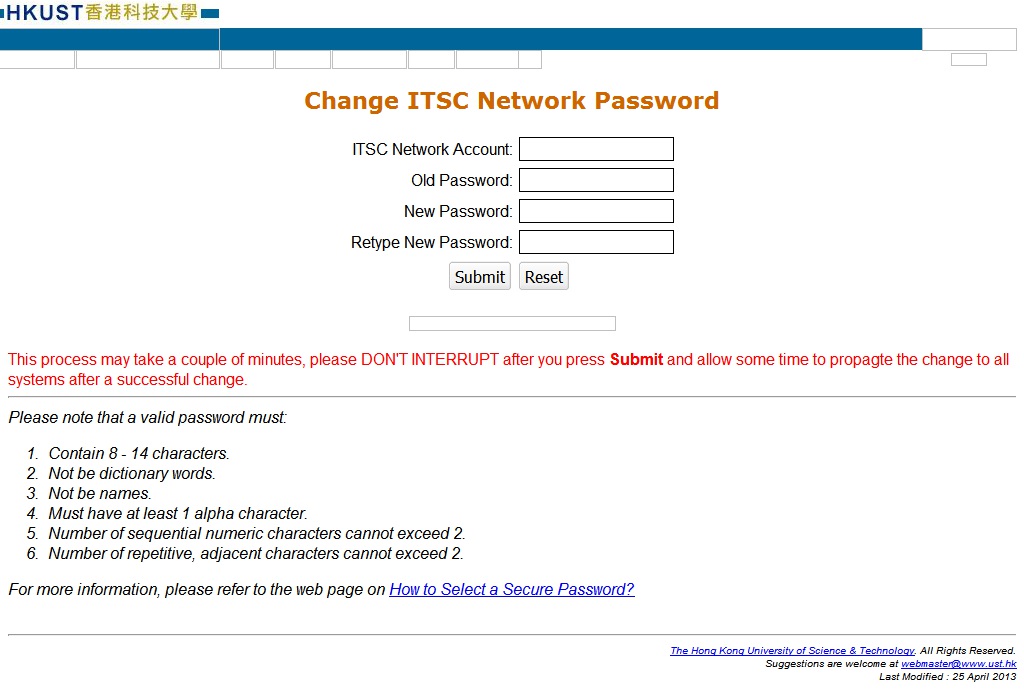 HKUST香港科技大學
Change ITSC Network Password
ITSC Network Account:
Old Password:
New Password:
Retype New Password:
Submit Reset
This process may take a couple of minutes, please DON'T INTERRUPT after you press Submit and allow some time to propagte the change to all
systems after a successful change.
Please note that a valid password must:
1. Contain 8 - 14 characters.
2. Not be dictionary words.
3. Not be names.
4. Must have at least 1 alpha character.
5. Number of sequential numeric characters cannot exceed 2.
6. Number of repetitive, adjacent characters cannot exceed 2.
For more information, please refer to the web page on How to Select a Secure Password?
The Hong Kong University of Science & Technology. All Rights Reserved.
Suggestions are welcome at webmaster@www.ust.hk
Last Modified : 25 April 2013